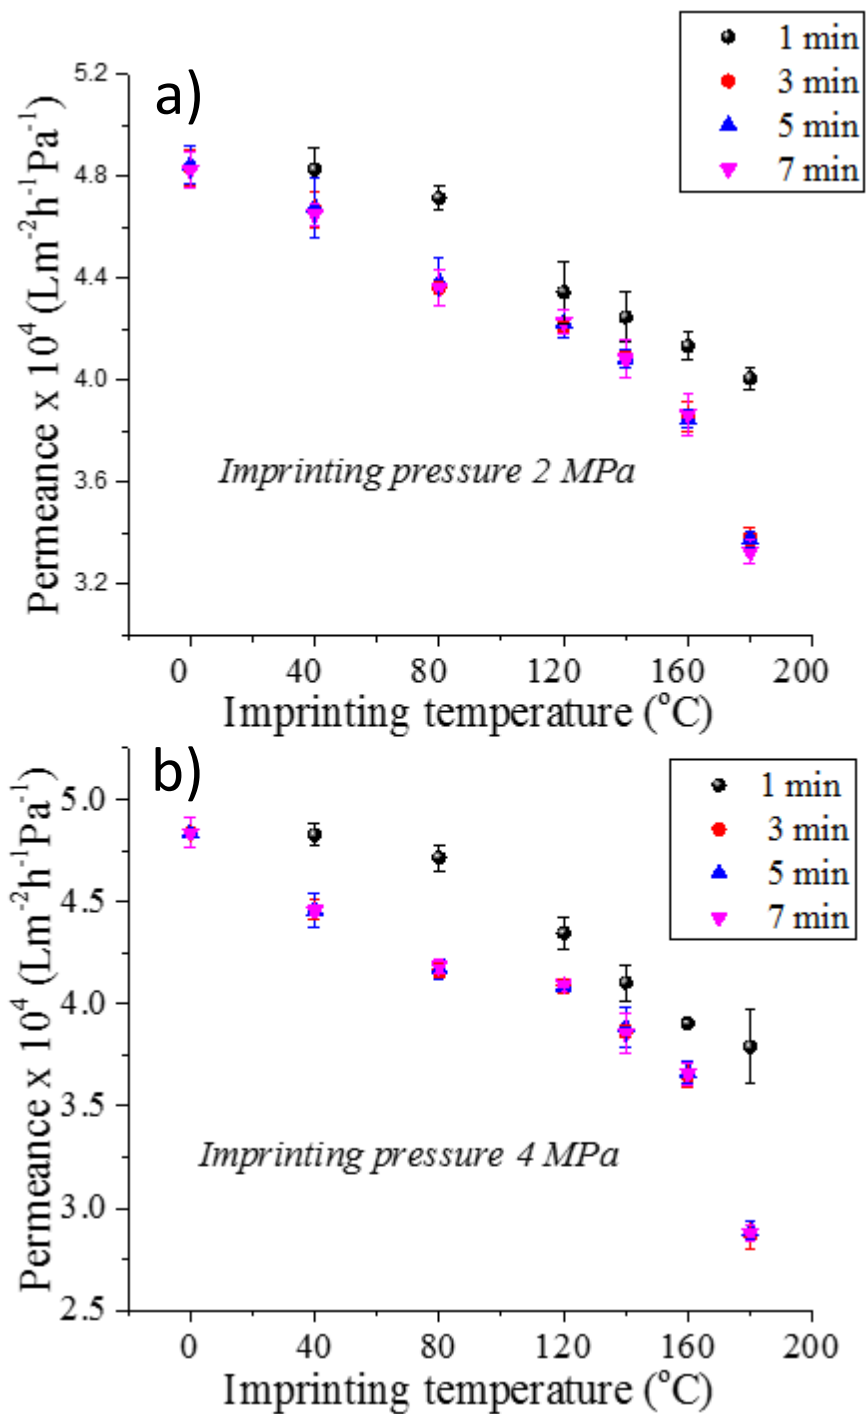 a)
1 min
3 min
5 min
7 min
5.2
4.8
4.4
4.0
3.6
3.2
Permeance x 10⁴ (Lm⁻²h⁻¹Pa⁻¹)
Imprinting pressure 2 MPa
0 40 80 120 160 200
Imprinting temperature (°C)
b)
1 min
3 min
5 min
7 min
5.0
4.5
4.0
3.5
3.0
2.5
Permeance x 10⁴ (Lm⁻²h⁻¹Pa⁻¹)
Imprinting pressure 4 MPa
0 40 80 120 160 200
Imprinting temperature (°C)